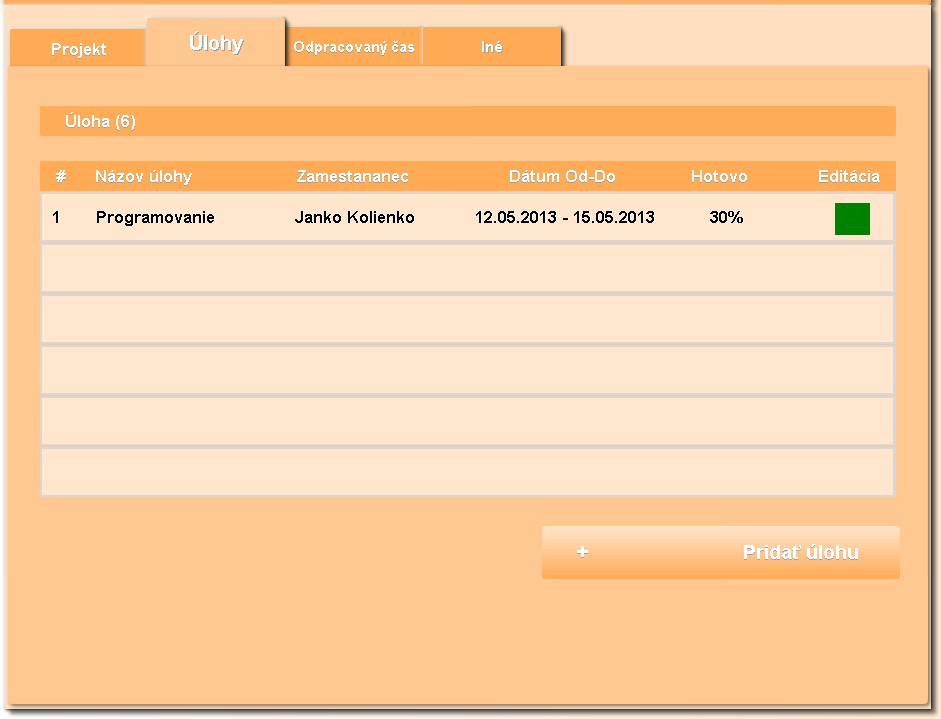 Projekt Úlohy Odpracovaný čas Iné
Úloha (6)
# Názov úlohy Zamestananec Dátum Od-Do Hotovo Editácia
1 Programovanie Janko Kolienko 12.05.2013 - 15.05.2013 30%
+ Pridať úlohu